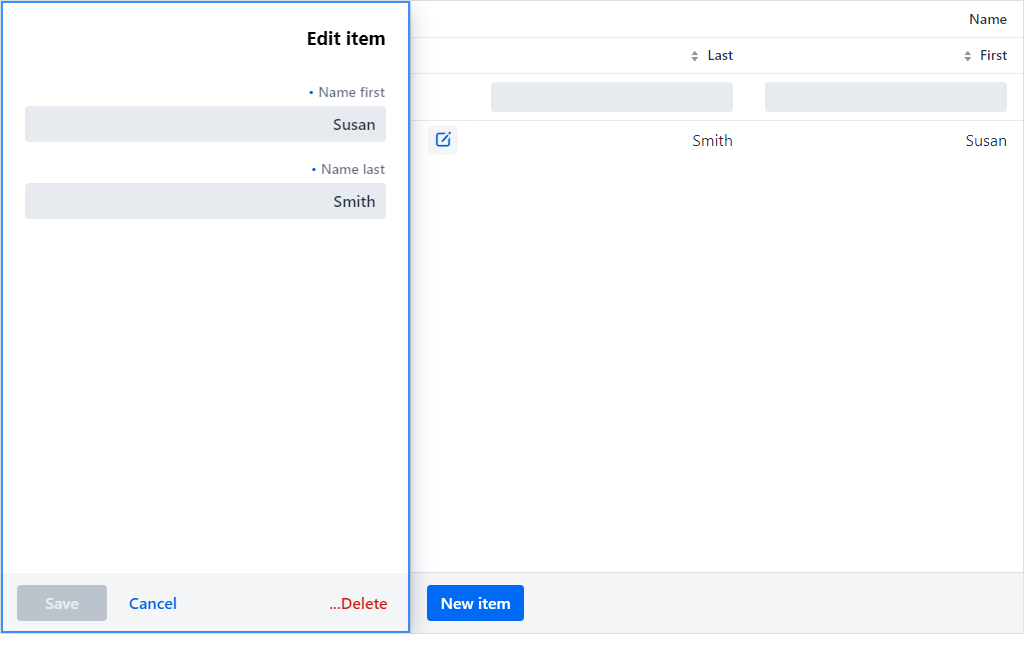 Edit item
• Name first
Susan
• Name last
Smith
Save
Cancel
...Delete
Name
Last
First
Smith
Susan
New item